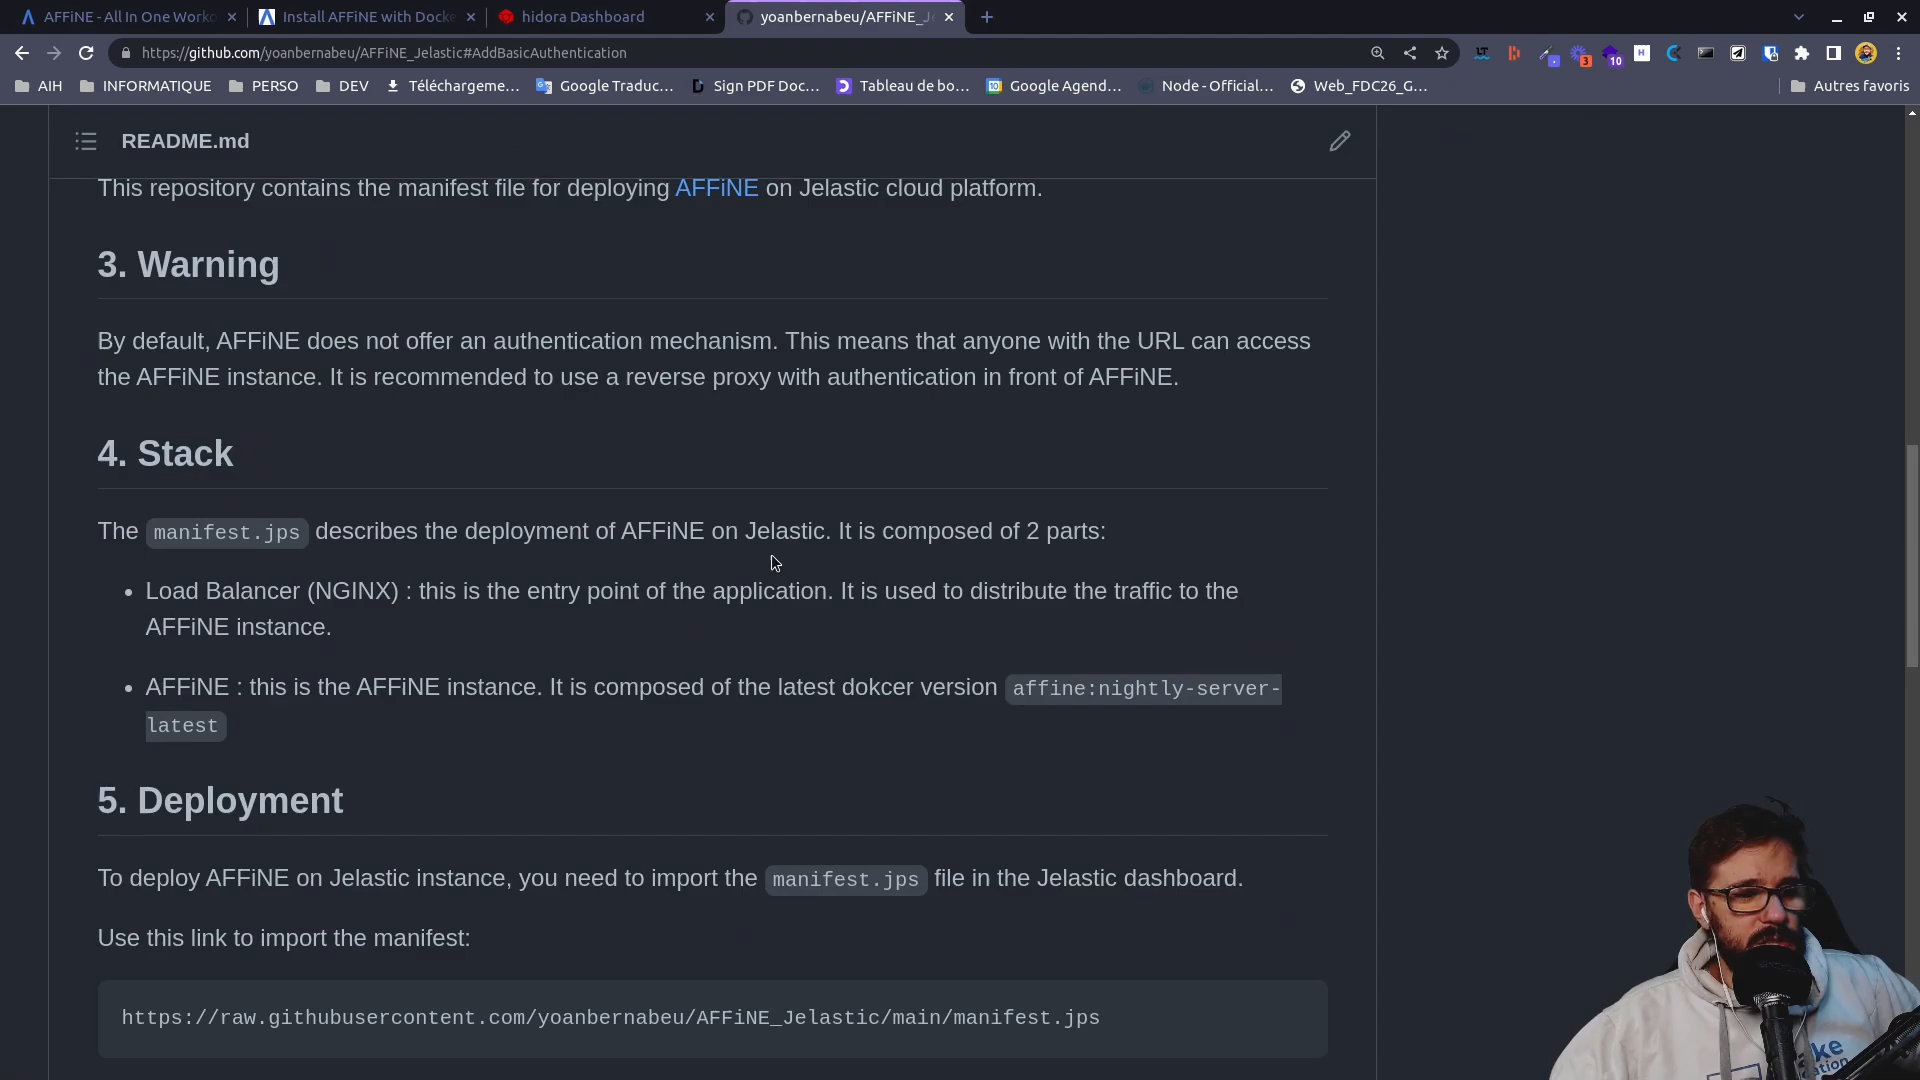 AFFiNE - All In One Worko
Install AFFiNE with Docke
hidora Dashboard
yoanbernabeu/AFFiNE_Je
https://github.com/yoanbernabeu/AFFiNE_Jelastic#AddBasicAuthentication
LT
3
10
H
AIH
INFORMATIQUE
PERSO
DEV
Téléchargeme...
Google Traduc...
Sign PDF Doc...
Tableau de bo...
Google Agend...
Node - Official...
Web_FDC26_G...
Autres favoris
README.md
This repository contains the manifest file for deploying AFFiNE on Jelastic cloud platform.
3. Warning
By default, AFFiNE does not offer an authentication mechanism. This means that anyone with the URL can access
the AFFiNE instance. It is recommended to use a reverse proxy with authentication in front of AFFiNE.
4. Stack
The manifest.jps describes the deployment of AFFiNE on Jelastic. It is composed of 2 parts:
• Load Balancer (NGINX) : this is the entry point of the application. It is used to distribute the traffic to the
AFFiNE instance.
• AFFiNE : this is the AFFiNE instance. It is composed of the latest dokcer version affine:nightly-server-
latest
5. Deployment
To deploy AFFiNE on Jelastic instance, you need to import the manifest.jps file in the Jelastic dashboard.
Use this link to import the manifest:
https://raw.githubusercontent.com/yoanbernabeu/AFFiNE_Jelastic/main/manifest.jps